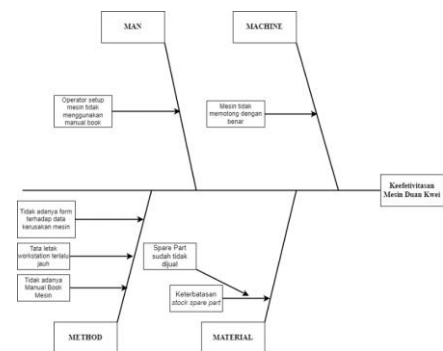 MAN
MACHINE
Operator setup
mesin tidak
menggunakan
manual book
Mesin tidak
memotong dengan
benar
Keefetivitasan
Mesin Duan Kwei
Tidak adanya form
terhadap data
kerusakan mesin
Tata letak
workstation terlalu
jauh
Tidak adanya
Manual Book
Mesin
Spare Part
sudah tidak
dijual
Keterbatasan
stock spare part
METHOD
MATERIAL